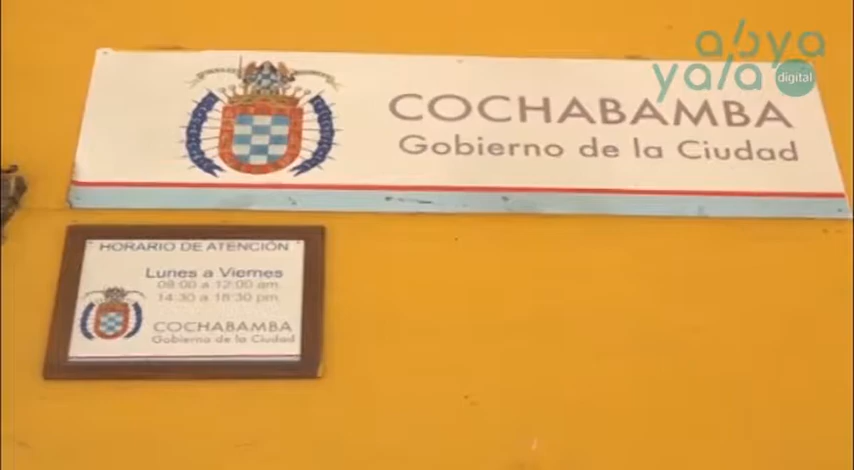 abya
yala
digital
COCHABAMBA
Gobierno de la Ciudad
HORARIO DE ATENCIÓN
Lunes a Viernes
08:00 a 12:00 am.
14:30 a 18:30 pm.
COCHABAMBA
Gobierno de la Ciudad